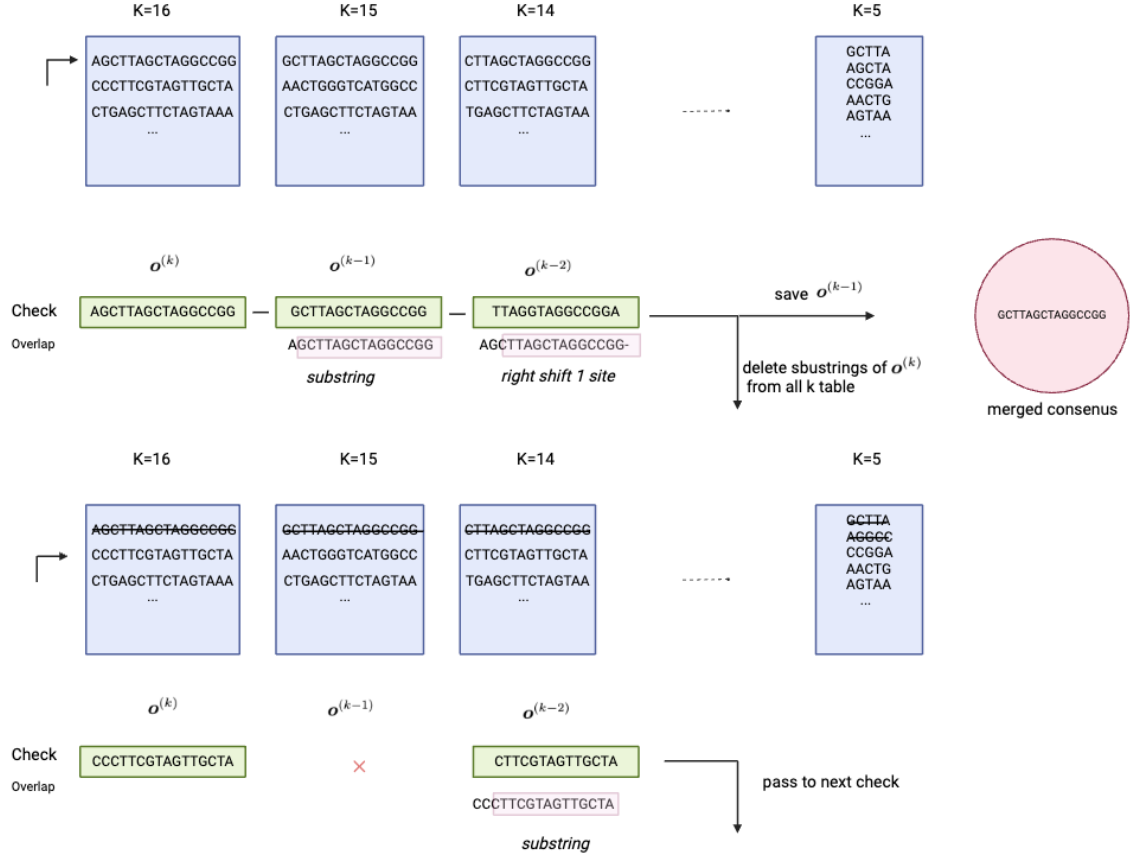 K=16 K=15 K=14 K=5
AGCTTAGCTAGGCCGG GCTTAGCTAGGCCGG CTTAGCTAGGCCGG GCTTA
CCCTTCGTAGTTGCTA AACTGGGTCATGGCC CTTCGTAGTTGCTA AGCTA
CTGAGCTTCTAGTAAA CTGAGCTTCTAGTAA TGAGCTTCTAGTAA CCGGA
... ... ... AACTG
AGTAA
...
o(k) o(k−1) o(k−2)
save o(k−1)
Check AGCTTAGCTAGGCCGG GCTTAGCTAGGCCGG TTAGGTAGGCCGGA GCTTAGCTAGGCCGG
Overlap AGCTTAGCTAGGCCGG AGCTTAGCTAGGCCGG-
substring right shift 1 site
delete sbustrings of o(k)
from all k table
merged consenus
K=16 K=15 K=14 K=5
AGCTTAGCTAGGCCGG GCTTAGCTAGGCCGG CTTAGCTAGGCCGG GCTTA
CCCTTCGTAGTTGCTA AACTGGGTCATGGCC CTTCGTAGTTGCTA AGGCC
CTGAGCTTCTAGTAAA CTGAGCTTCTAGTAA TGAGCTTCTAGTAA CCGGA
... ... ... AACTG
AGTAA
...
o(k) o(k−1) o(k−2)
Check CCCTTCGTAGTTGCTA CTTCGTAGTTGCTA
Overlap CCCTTCGTAGTTGCTA
pass to next check
substring